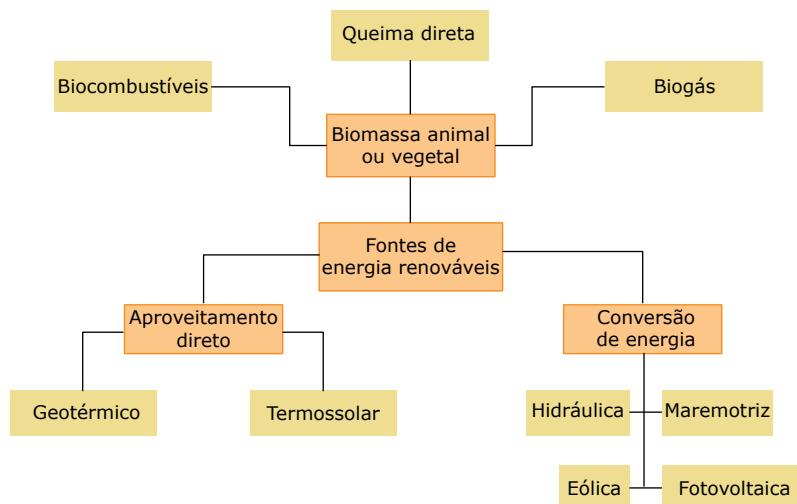 Queima direta
Biocombustíveis
Biogás
Biomassa animal
ou vegetal
Fontes de
energia renováveis
Aproveitamento
direto
Conversão
de energia
Geotérmico
Termossolar
Hidráulica
Maremotriz
Eólica
Fotovoltaica